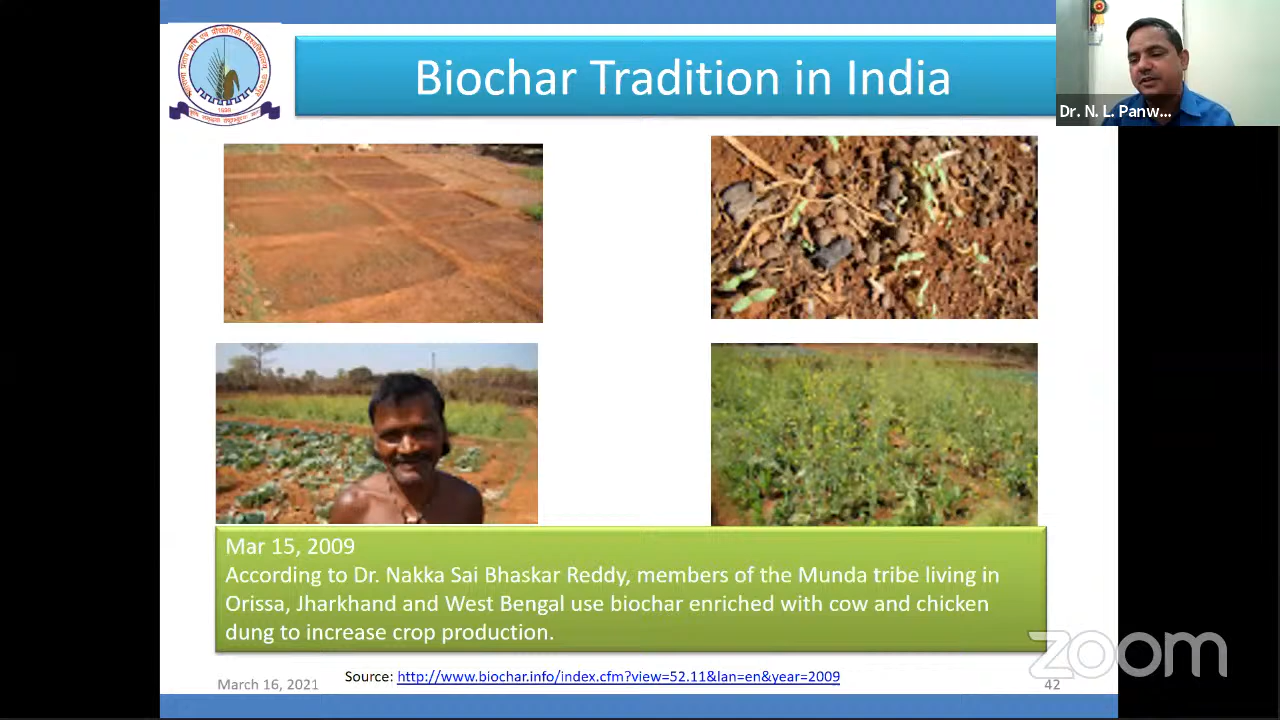 Biochar Tradition in India
Dr. N. L. Panw...
1999
Mar 15, 2009
According to Dr. Nakka Sai Bhaskar Reddy, members of the Munda tribe living in
Orissa, Jharkhand and West Bengal use biochar enriched with cow and chicken
dung to increase crop production.
zoom
Source: http://www.biochar.info/index.cfm?view=52.11&lan=en&year=2009
March 16, 2021
42